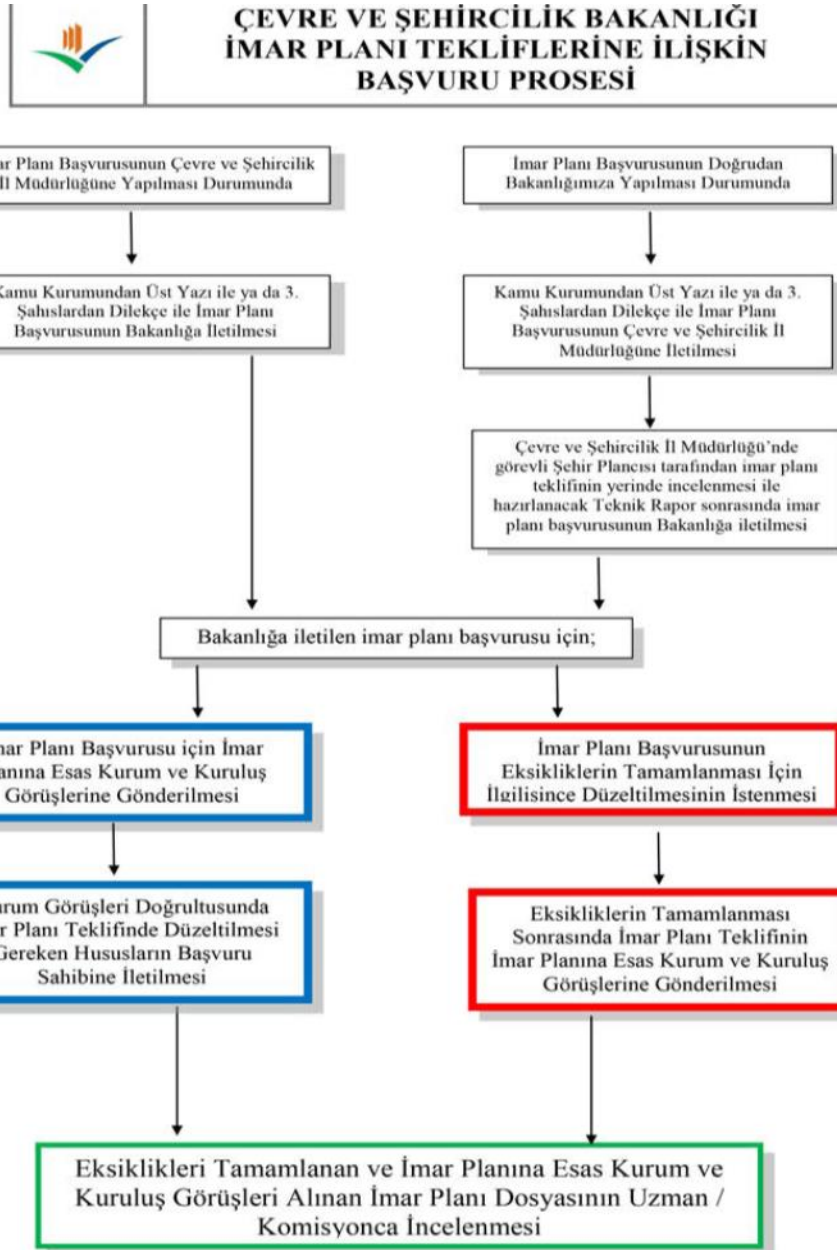 ÇEVRE VE ŞEHİRCİLİK BAKANLIĞI
İMAR PLANI TEKLİFLERİNE İLİŞKİN
BAŞVURU PROSESİ
Planı Başvurusunun Çevre ve Şehircilik
İl Müdürlüğüne Yapılması Durumunda
Kamu Kurumundan Üst Yazı ile ya da 3.
Şahıslardan Dilekçe ile İmar Planı
Başvurusunun Bakanlığa İletilmesi
İmar Planı Başvurusunun Doğrudan
Bakanlığımıza Yapılması Durumunda
Kamu Kurumundan Üst Yazı ile ya da 3.
Şahıslardan Dilekçe ile İmar Planı
Başvurusunun Çevre ve Şehircilik İl
Müdürlüğüne İletilmesi
Çevre ve Şehircilik İl Müdürlüğü'nde
görevli Şehir Plancısı tarafından imar planı
teklifinin yerinde incelenmesi ile
hazırlanacak Teknik Rapor sonrasında imar
planı başvurusunun Bakanlığa iletilmesi
Bakanlığa iletilen imar planı başvurusu için;
Planı Başvurusu için İmar
Esas Kurum ve Kuruluş
Görüşlerine Gönderilmesi
Görüşleri Doğrultusunda
Planı Teklifinde Düzeltilmesi
Gereken Hususların Başvuru
Sahibine İletilmesi
İmar Planı Başvurusunun
Eksikliklerin Tamamlanması İçin
İlgilisince Düzeltilmesinin İstenmesi
Eksikliklerin Tamamlanması
Sonrasında İmar Planı Teklifinin
İmar Planına Esas Kurum ve Kuruluş
Görüşlerine Gönderilmesi
Eksiklikleri Tamamlanan ve İmar Planına Esas Kurum ve
Kuruluş Görüşleri Alınan İmar Planı Dosyasının Uzman /
Komisyonca İncelenmesi